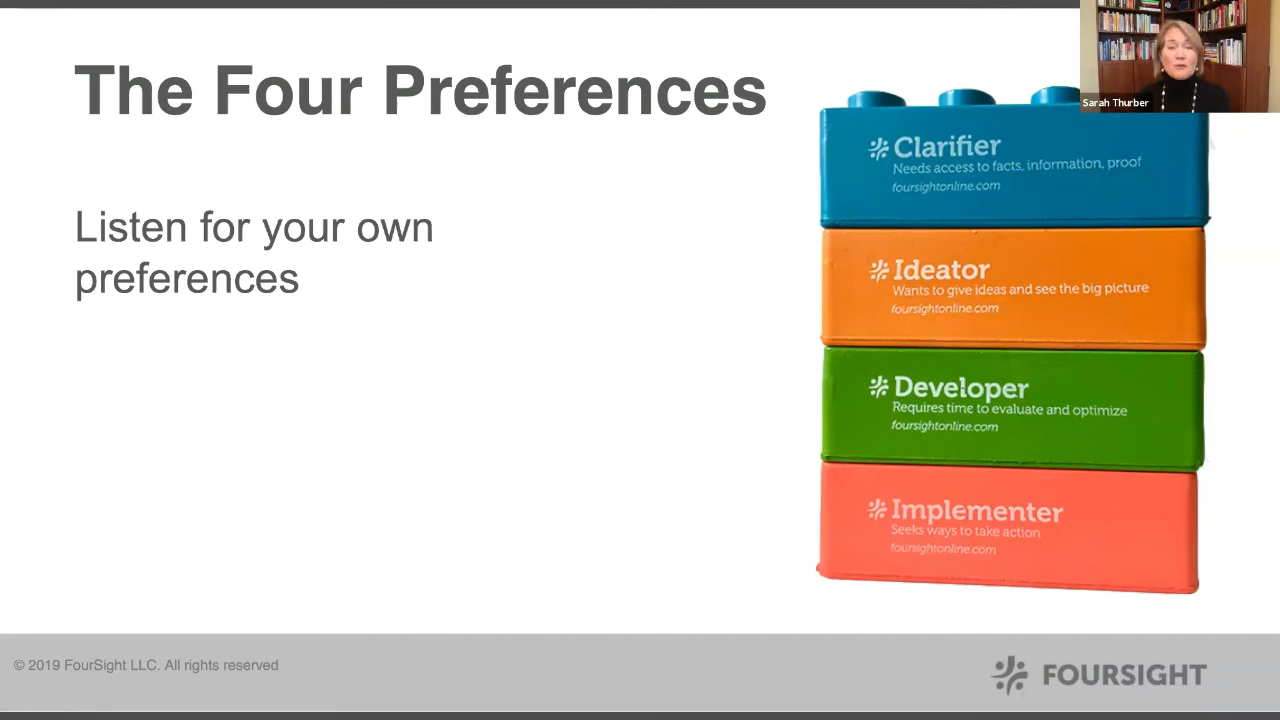 The Four Preferences
Listen for your own
preferences
Sarah Thurber
Clarifier
Needs access to facts, information, proof
foursightonline.com
Ideator
Wants to give ideas and see the big picture
foursightonline.com
Developer
Requires time to evaluate and optimize
foursightonline.com
Implementer
Seeks ways to take action
foursightonline.com
© 2019 FourSight LLC. All rights reserved
FOURSIGHT